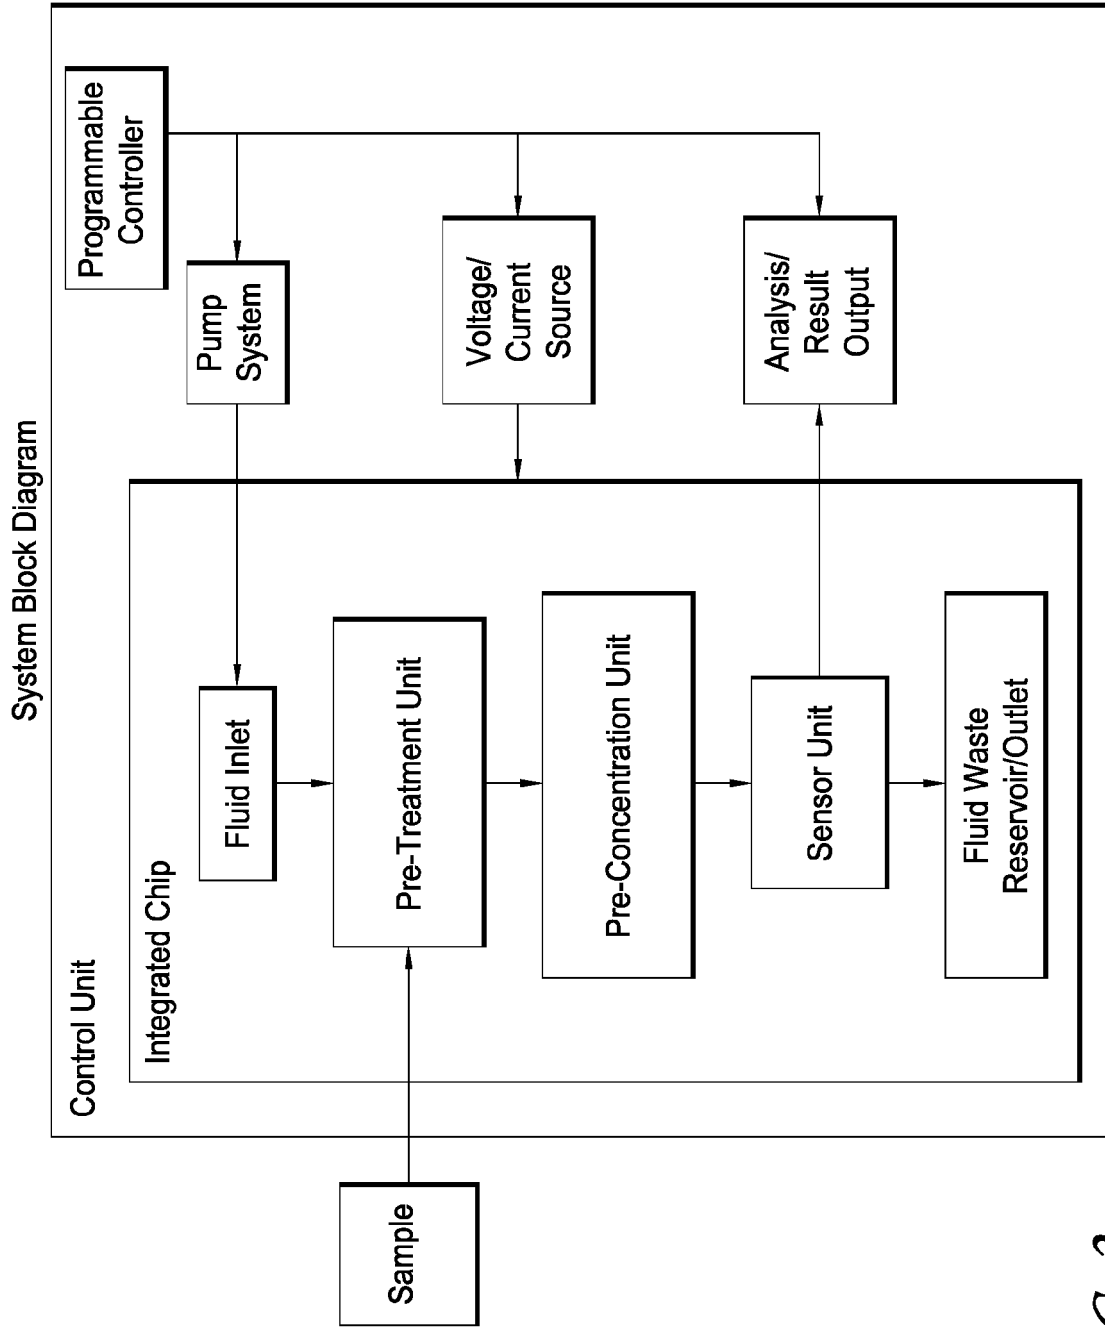 System Block Diagram
Control Unit
Programmable
Controller
Integrated Chip
Pump
System
Fluid Inlet
Voltage/
Current
Source
Sample
Pre-Treatment Unit
Pre-Concentration Unit
Analysis/
Result
Output
Sensor Unit
Fluid Waste
Reservoir/Outlet